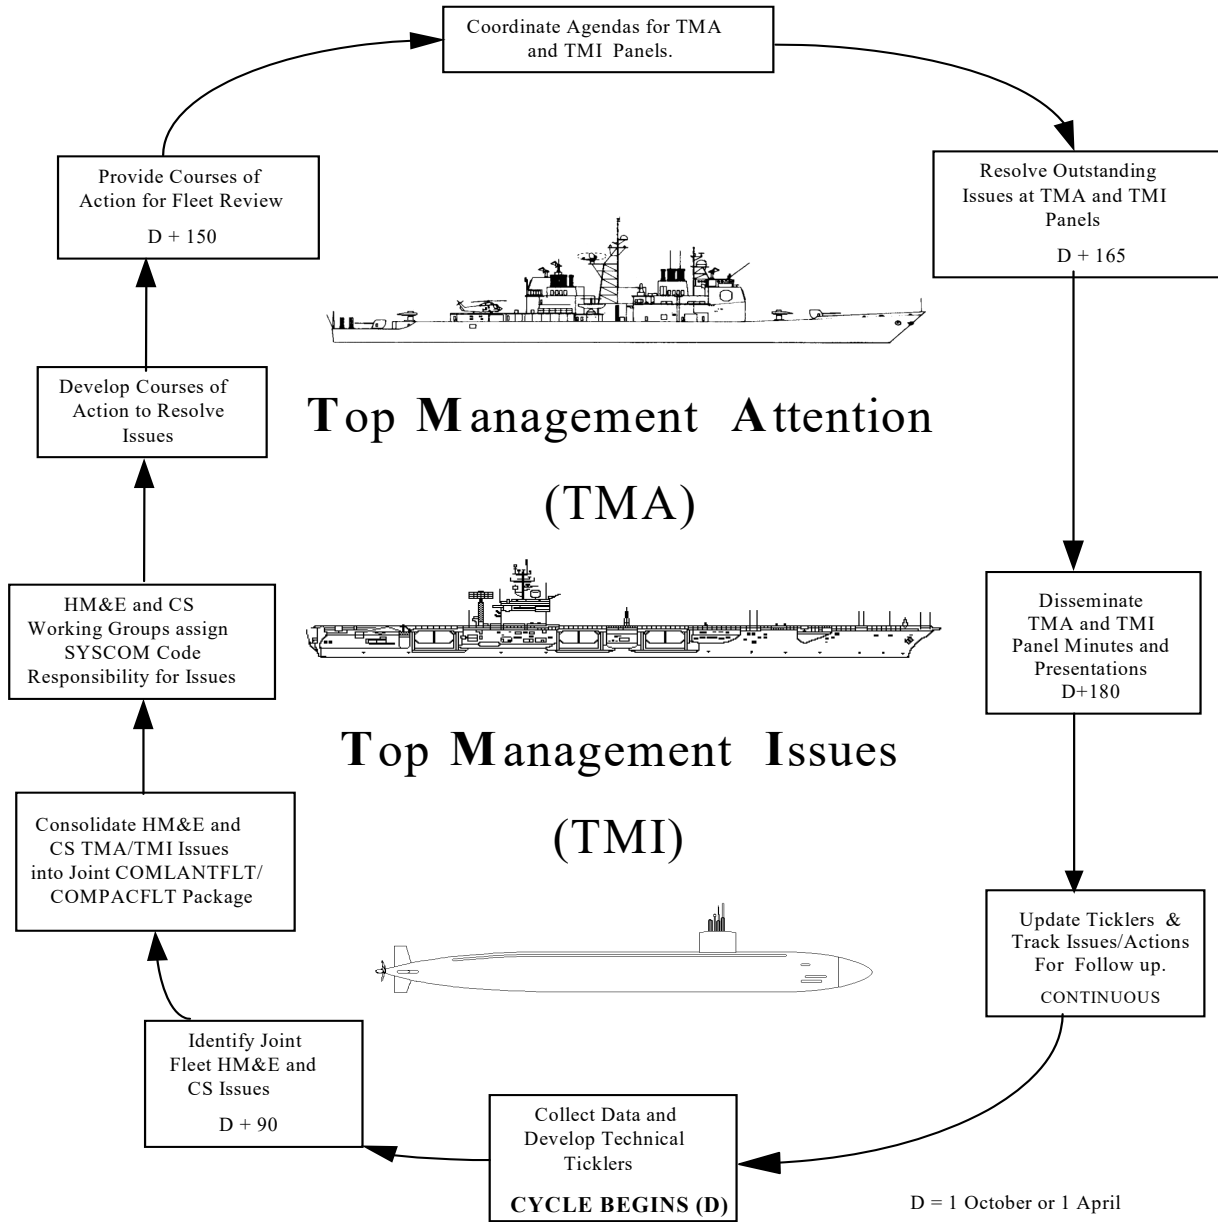 Coordinate Agendas for TMA
and TMI Panels.
Provide Courses of
Action for Fleet Review
D + 150
Resolve Outstanding
Issues at TMA and TMI
Panels
D + 165
Develop Courses of
Action to Resolve
Issues
Top Management Attention
(TMA)
HM&E and CS
Working Groups assign
SYSCOM Code
Responsibility for Issues
Disseminate
TMA and TMI
Panel Minutes and
Presentations
D+180
Top Management Issues
(TMI)
Consolidate HM&E and
CS TMA/TMI Issues
into Joint COMLANTFLT/
COMPACFLT Package
Update Ticklers &
Track Issues/Actions
For Follow up.
CONTINUOUS
Identify Joint
Fleet HM&E and
CS Issues
D + 90
Collect Data and
Develop Technical
Ticklers
CYCLE BEGINS (D)
D = 1 October or 1 April